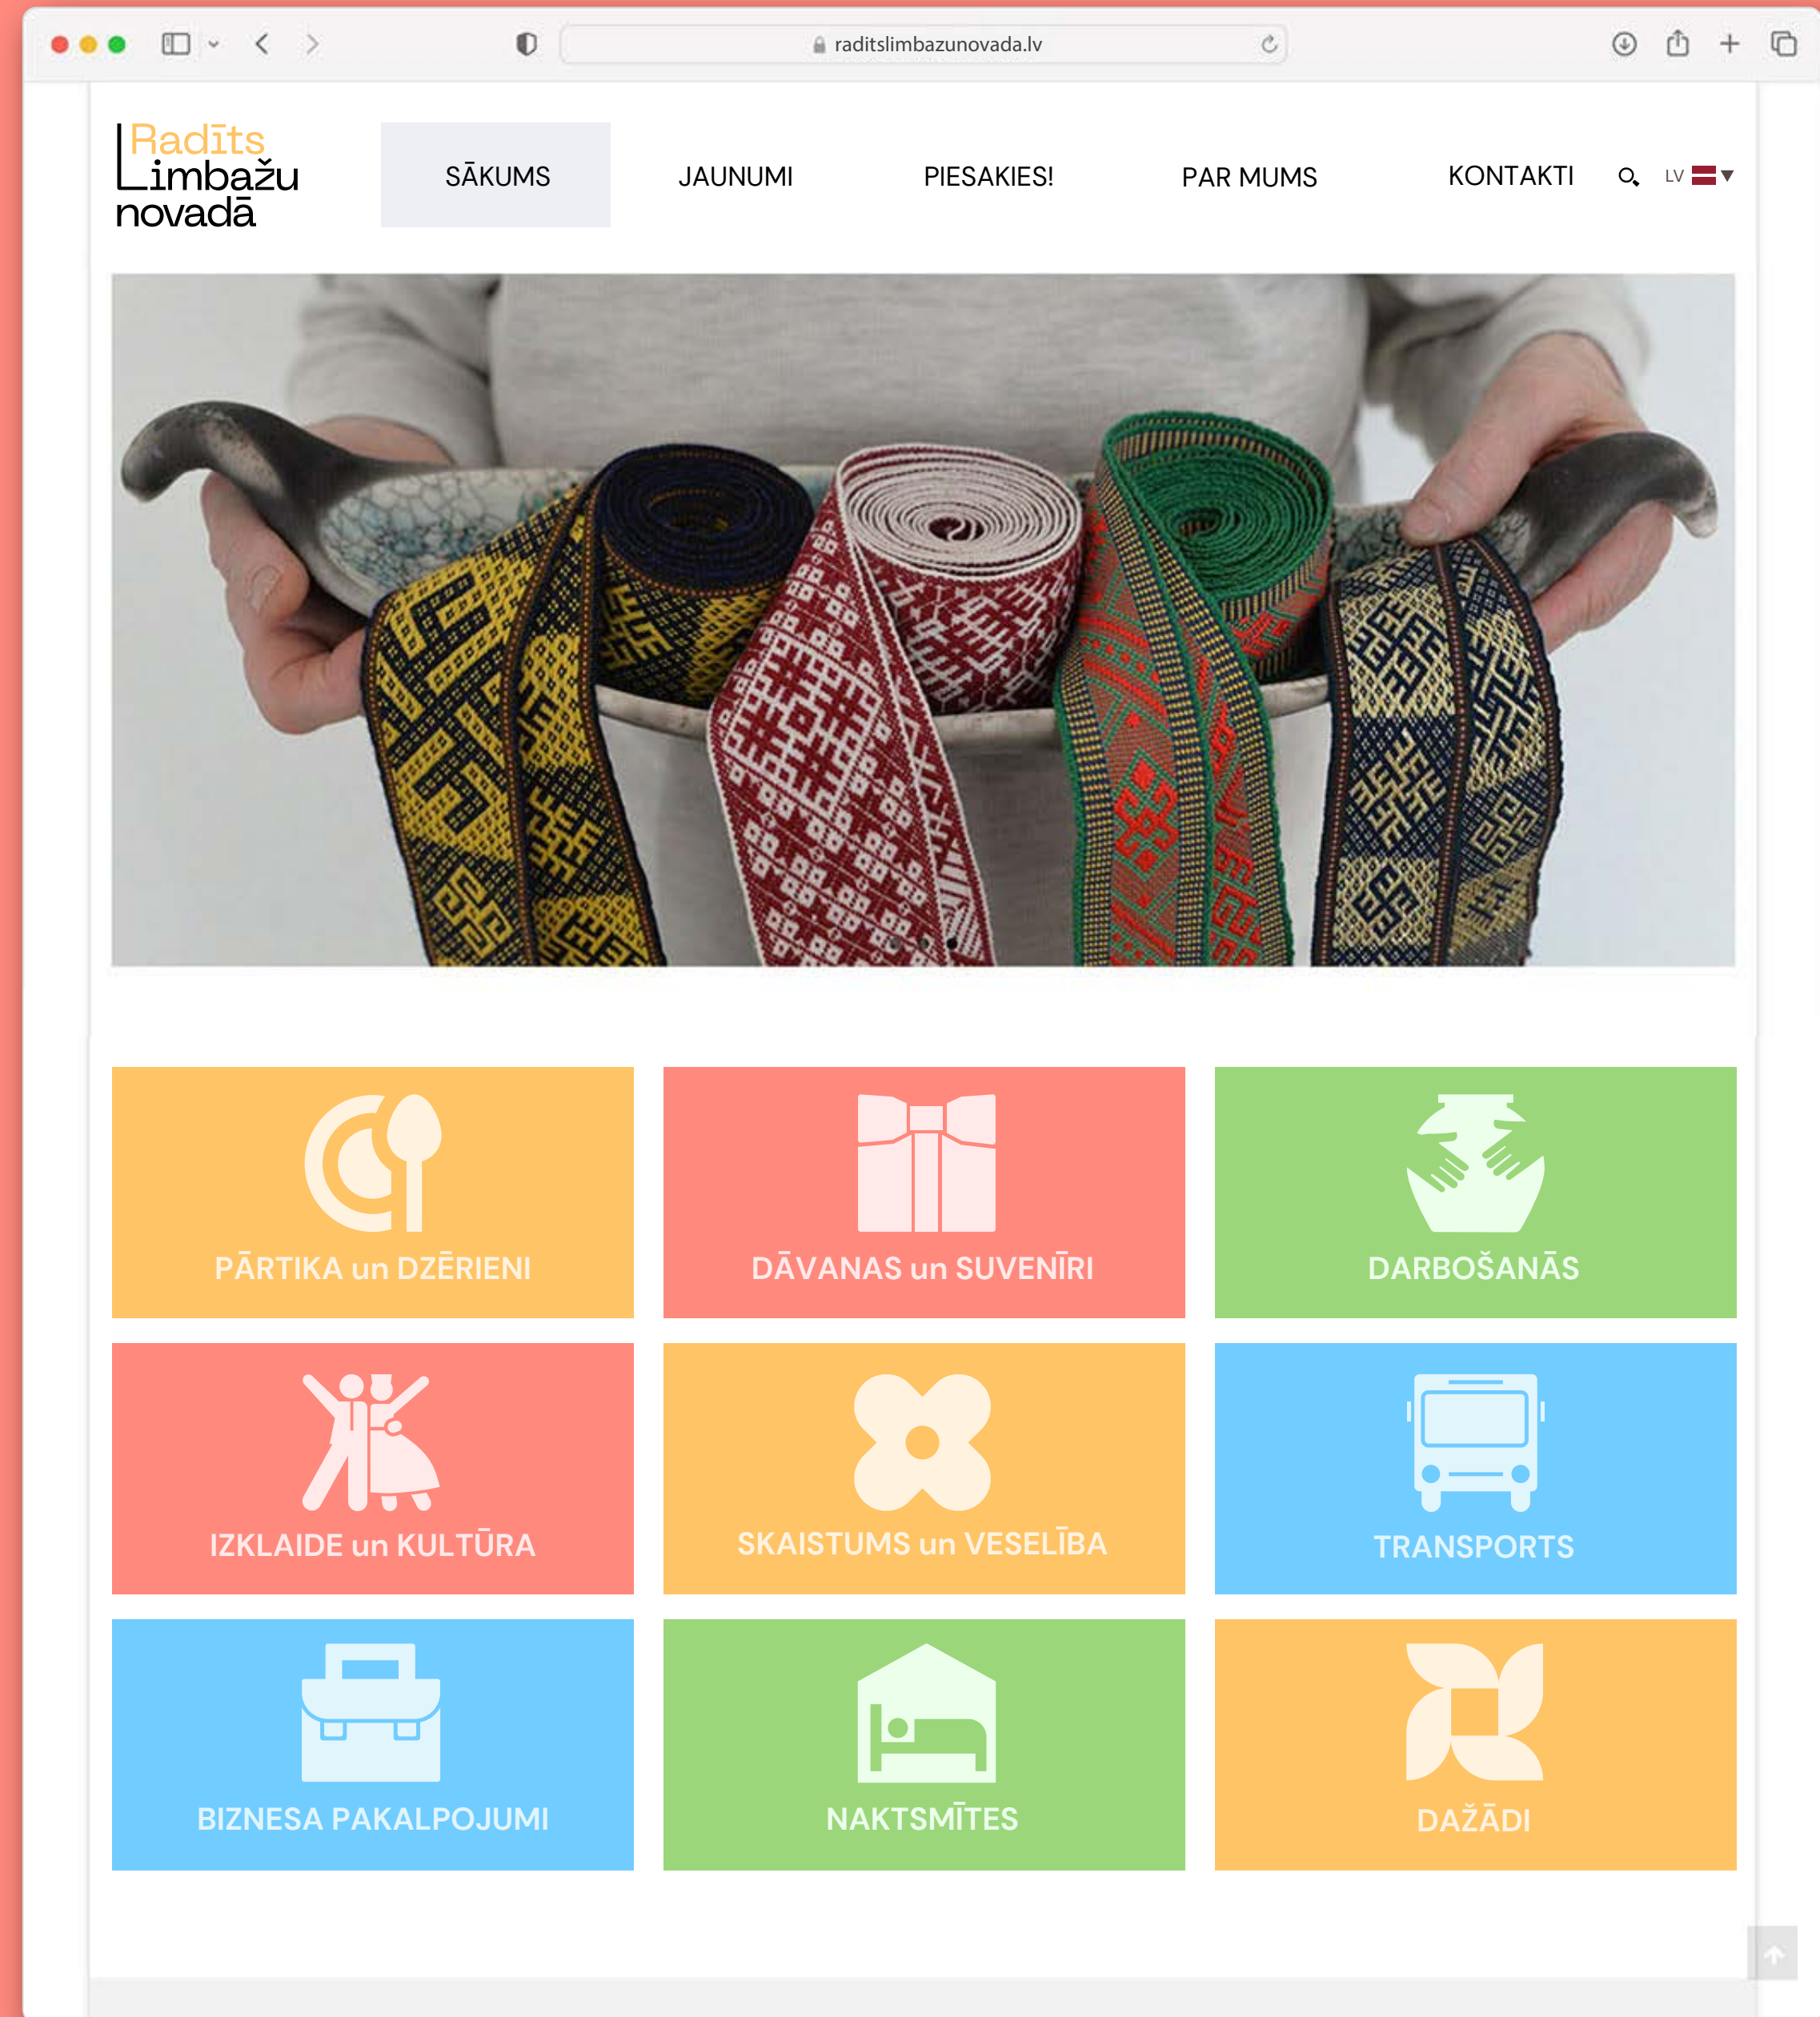 raditslimbazunovada.lv
Radīts
Limbažu
novadā
SĀKUMS
JAUNUMI
PIESAKIES!
PAR MUMS
KONTAKTI
LV
PĀRTIKA un DZĒRIENI
DĀVANAS un SUVENĪRI
DARBOŠANĀS
IZKLAIDE un KULTŪRA
SKAISTUMS un VESELĪBA
TRANSPORTS
BIZNESA PAKALPOJUMI
NAKTSMĪTES
DAŽĀDI